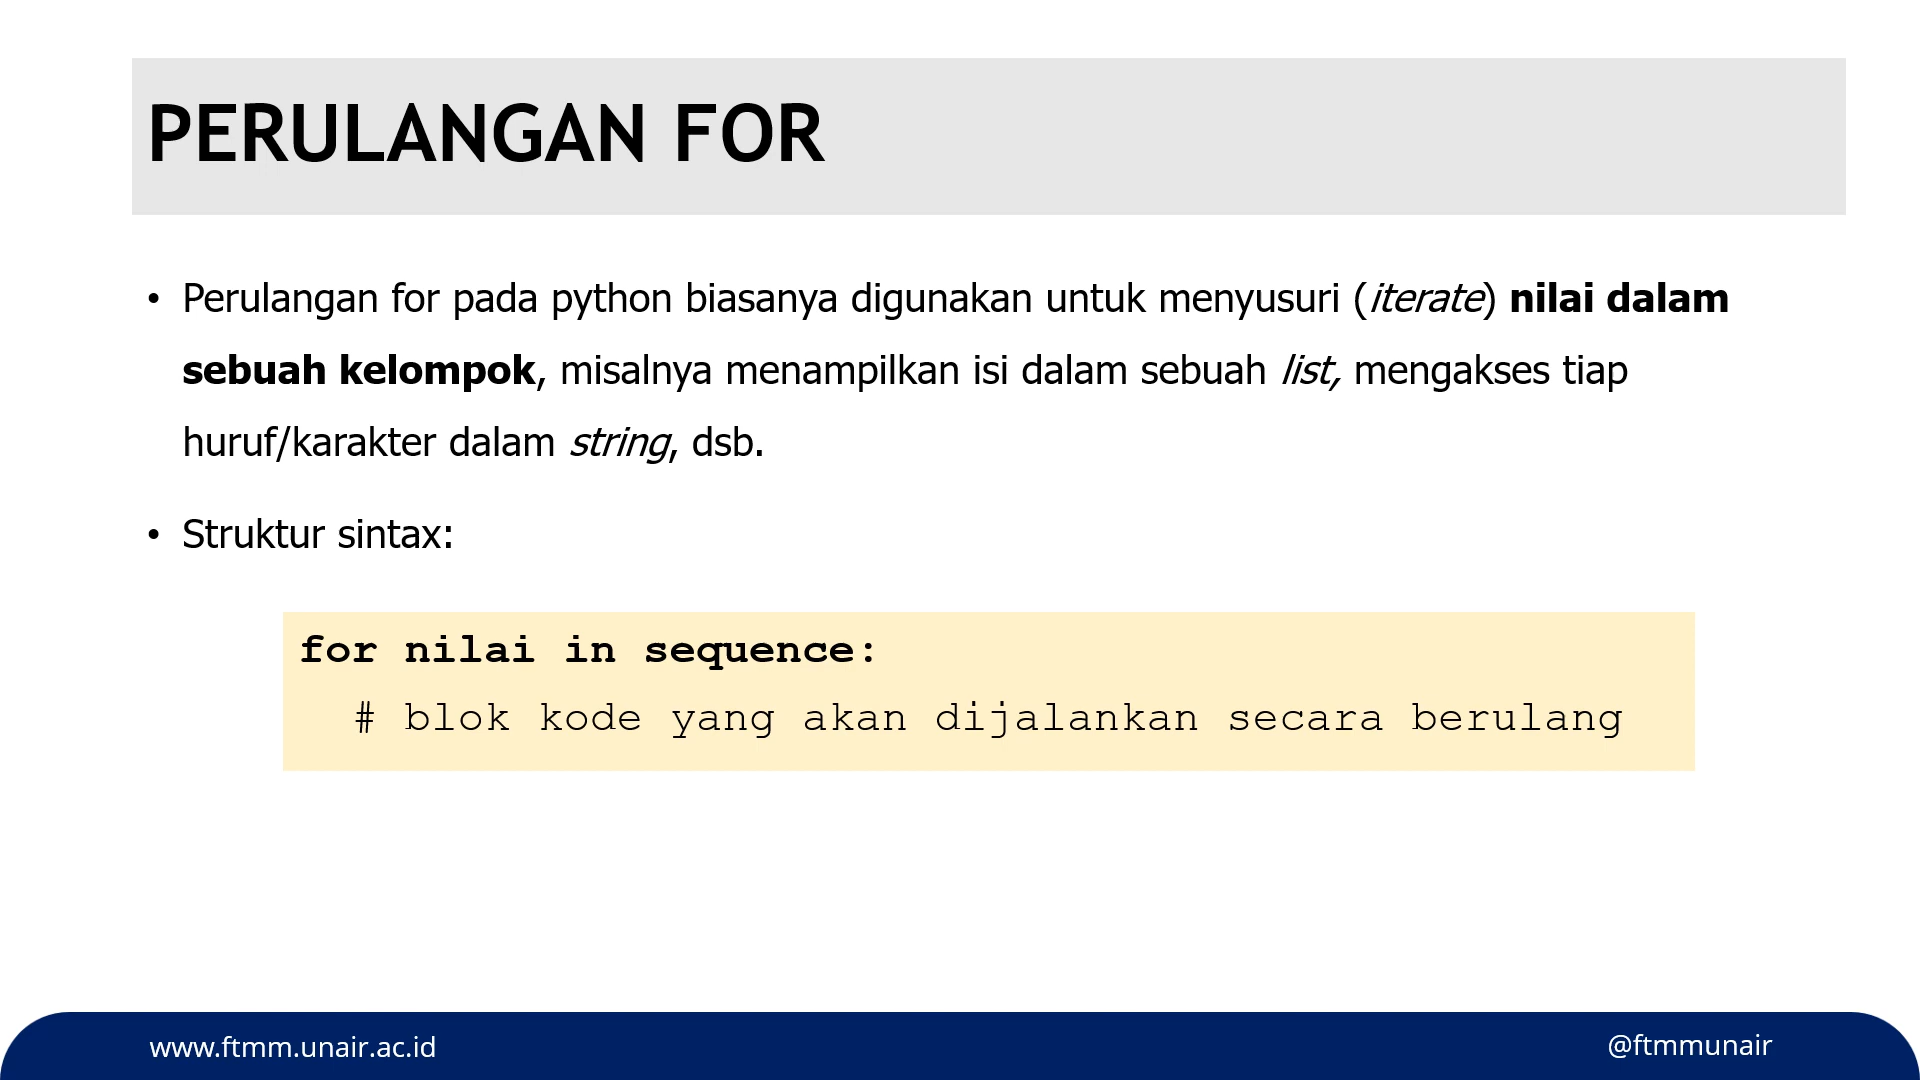 PERULANGAN FOR
• Perulangan for pada python biasanya digunakan untuk menyusuri (iterate) nilai dalam
sebuah kelompok, misalnya menampilkan isi dalam sebuah list, mengakses tiap
huruf/karakter dalam string, dsb.
• Struktur sintax:
for nilai in sequence:
  # blok kode yang akan dijalankan secara berulang
www.ftmm.unair.ac.id
@ftmmunair